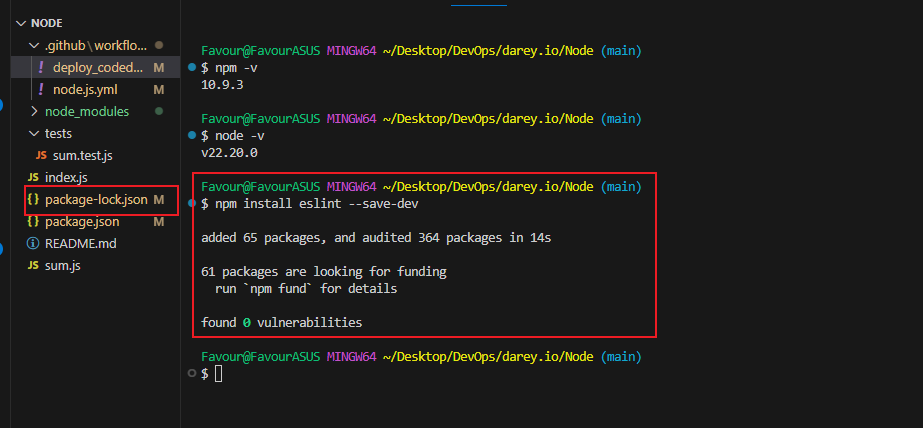 NODE
.github\workflo...
! deploy_coded... M
! node.js.yml M
node_modules
tests
JS sum.test.js
JS index.js
{} package-lock.json M
{} package.json M
README.md
JS sum.js
Favour@FavourASUS MINGW64 ~/Desktop/DevOps/darey.io/Node (main)
$ npm -v
10.9.3
Favour@FavourASUS MINGW64 ~/Desktop/DevOps/darey.io/Node (main)
$ node -v
v22.20.0
Favour@FavourASUS MINGW64 ~/Desktop/DevOps/darey.io/Node (main)
$ npm install eslint --save-dev
added 65 packages, and audited 364 packages in 14s
61 packages are looking for funding
run `npm fund` for details
found 0 vulnerabilities
Favour@FavourASUS MINGW64 ~/Desktop/DevOps/darey.io/Node (main)
$